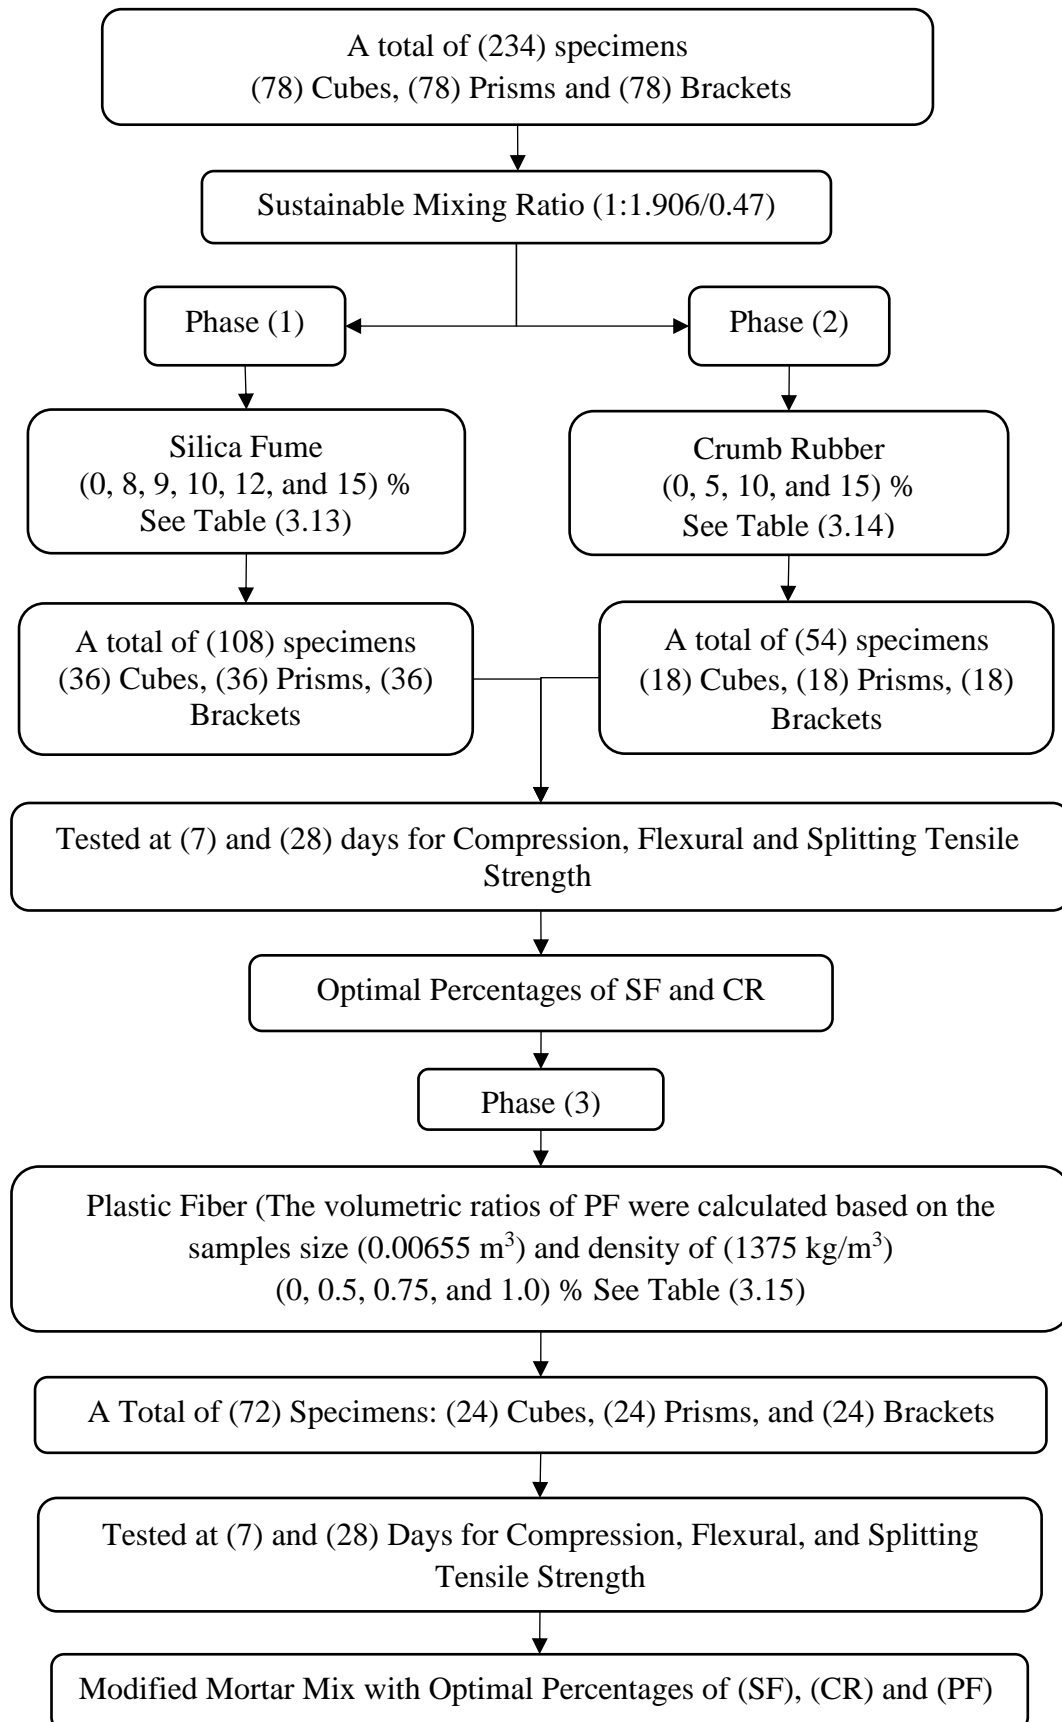 A total of (234) specimens
(78) Cubes, (78) Prisms and (78) Brackets
Sustainable Mixing Ratio (1:1.906/0.47)
Phase (1)
Phase (2)
Silica Fume
(0, 8, 9, 10, 12, and 15) %
See Table (3.13)
Crumb Rubber
(0, 5, 10, and 15) %
See Table (3.14)
A total of (108) specimens
(36) Cubes, (36) Prisms, (36)
Brackets
A total of (54) specimens
(18) Cubes, (18) Prisms, (18)
Brackets
Tested at (7) and (28) days for Compression, Flexural and Splitting Tensile
Strength
Optimal Percentages of SF and CR
Phase (3)
Plastic Fiber (The volumetric ratios of PF were calculated based on the
samples size (0.00655 m³) and density of (1375 kg/m³)
(0, 0.5, 0.75, and 1.0) % See Table (3.15)
A Total of (72) Specimens: (24) Cubes, (24) Prisms, and (24) Brackets
Tested at (7) and (28) Days for Compression, Flexural, and Splitting
Tensile Strength
Modified Mortar Mix with Optimal Percentages of (SF), (CR) and (PF)